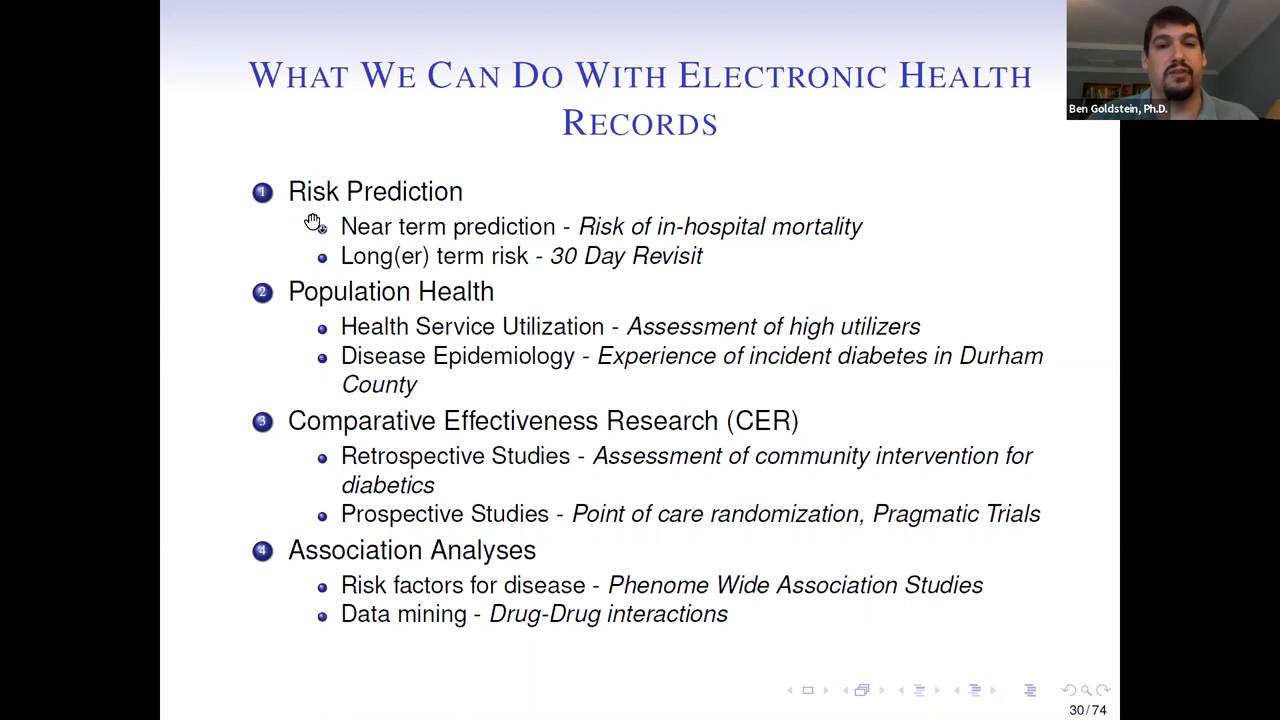 WHAT WE CAN DO WITH ELECTRONIC HEALTH
RECORDS
Ben Goldstein, Ph.D.
1 Risk Prediction
Near term prediction - Risk of in-hospital mortality
Long(er) term risk - 30 Day Revisit
2 Population Health
Health Service Utilization - Assessment of high utilizers
Disease Epidemiology - Experience of incident diabetes in Durham
County
3 Comparative Effectiveness Research (CER)
Retrospective Studies - Assessment of community intervention for
diabetics
Prospective Studies - Point of care randomization, Pragmatic Trials
4 Association Analyses
Risk factors for disease - Phenome Wide Association Studies
Data mining - Drug-Drug interactions
30/74